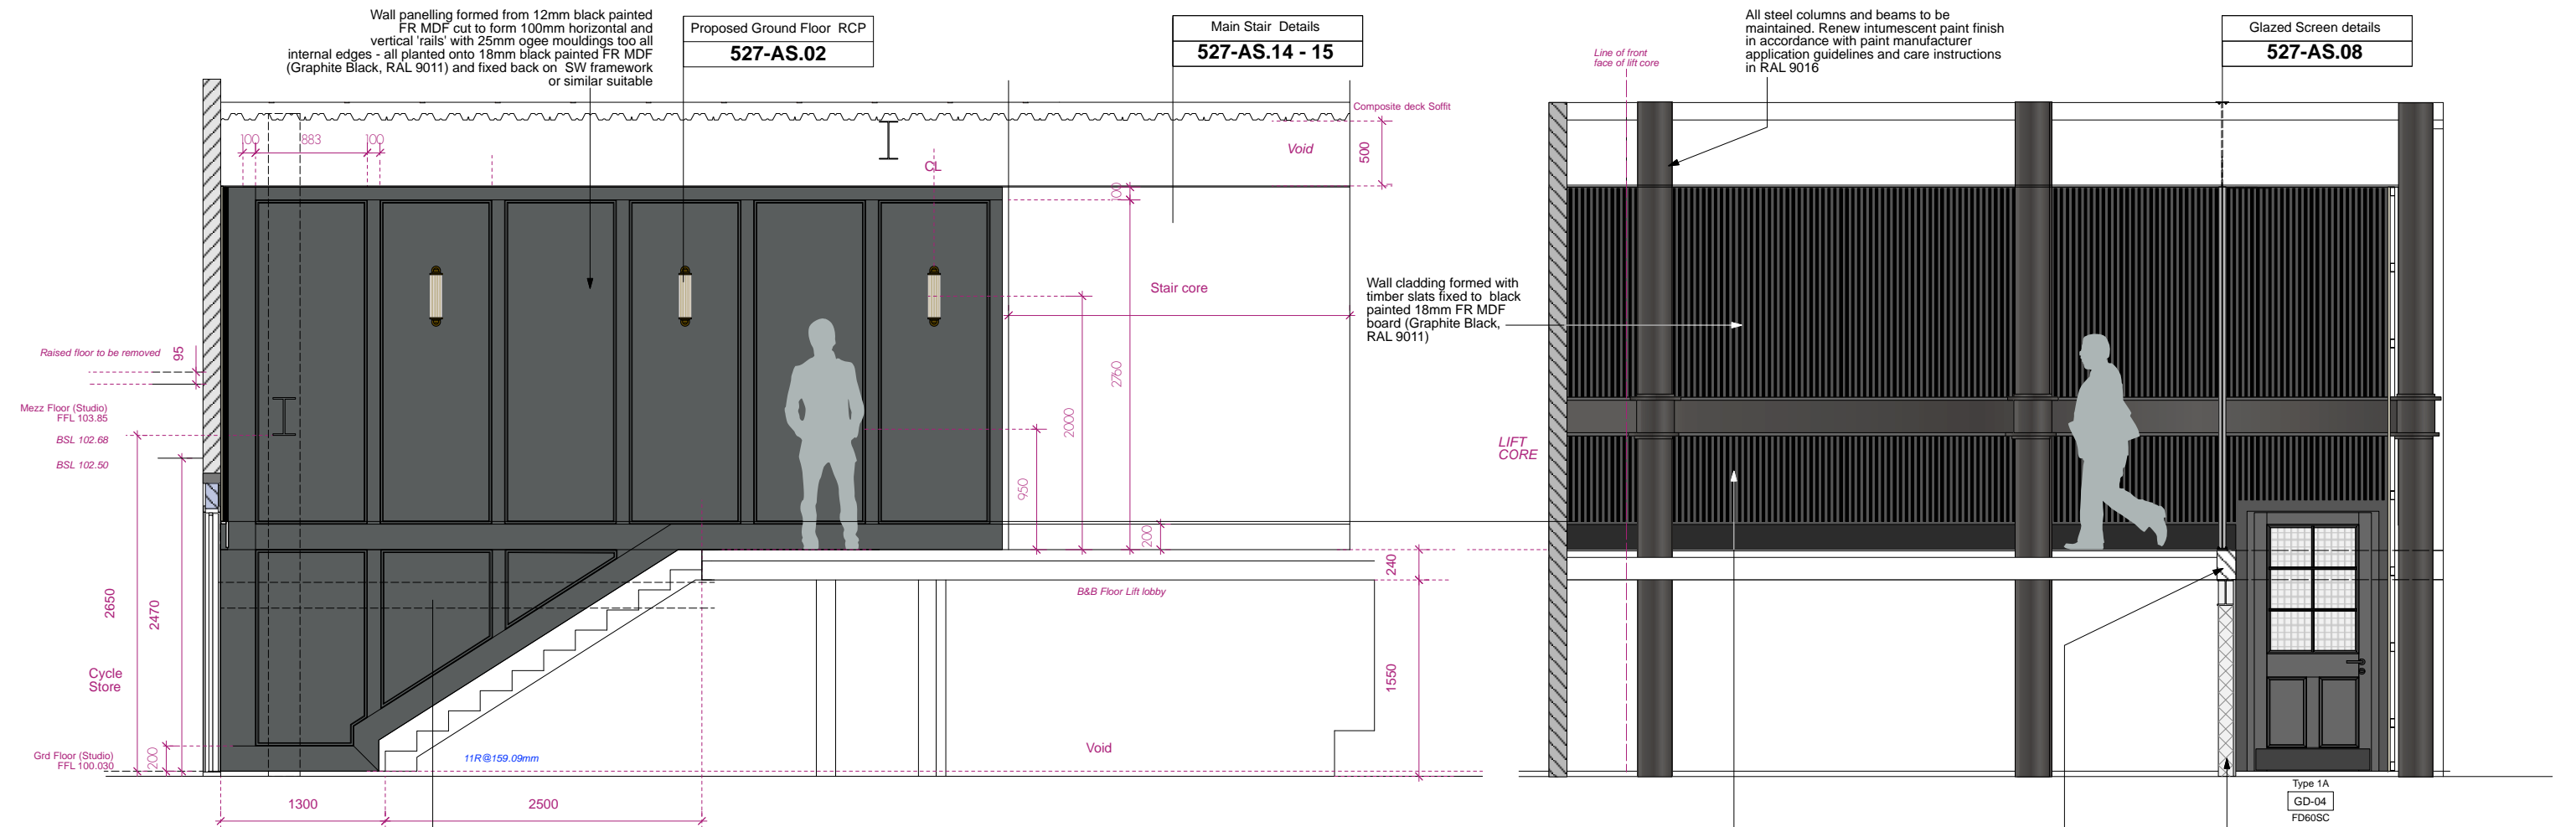 Wall panelling formed from 12mm black painted
FR MDF cut to form 100mm horizontal and
vertical 'rails' with 25mm ogee mouldings too all
internal edges - all planted onto 18mm black painted FR MDF
(Graphite Black, RAL 9011) and fixed back on SW framework
or similar suitable
Proposed Ground Floor RCP
527-AS.02
Main Stair Details
527-AS.14 - 15
Line of front
face of lift core
All steel columns and beams to be
maintained. Renew intumescent paint finish
in accordance with paint manufacturer
application guidelines and care instructions
in RAL 9016
Glazed Screen details
527-AS.08
Composite deck Soffit
100
883
100
CL
Void
500
100
Stair core
Wall cladding formed with
timber slats fixed to black
painted 18mm FR MDF
board (Graphite Black,
RAL 9011)
Raised floor to be removed
95
2760
2000
Mezz Floor (Studio)
FFL 103.85
BSL 102.68
BSL 102.50
LIFT
CORE
950
200
240
2650
2470
B&B Floor Lift lobby
Cycle
Store
1550
Grd Floor (Studio)
FFL 100.030
200
11R@159.09mm
Void
1300
2500
Type 1A
GD-04
FD60SC